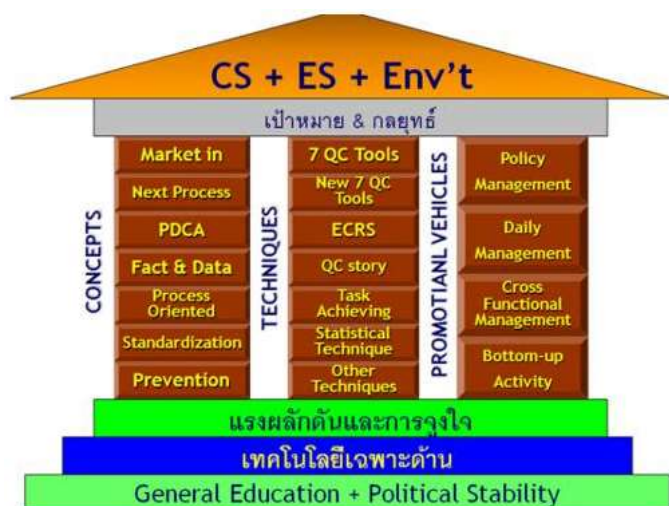 CS + ES + Env't
เป้าหมาย & กลยุทธ์
CONCEPTS
Market in
Next Process
PDCA
Fact & Data
Process
Oriented
Standardization
Prevention
TECHNIQUES
7 QC Tools
New 7 QC
Tools
ECRS
QC story
Task
Achieving
Statistical
Technique
Other
Techniques
PROMOTIANL VEHICLES
Policy
Management
Daily
Management
Cross
Functional
Management
Bottom-up
Activity
แรงผลักดันและการจูงใจ
เทคโนโลยีเฉพาะด้าน
General Education + Political Stability